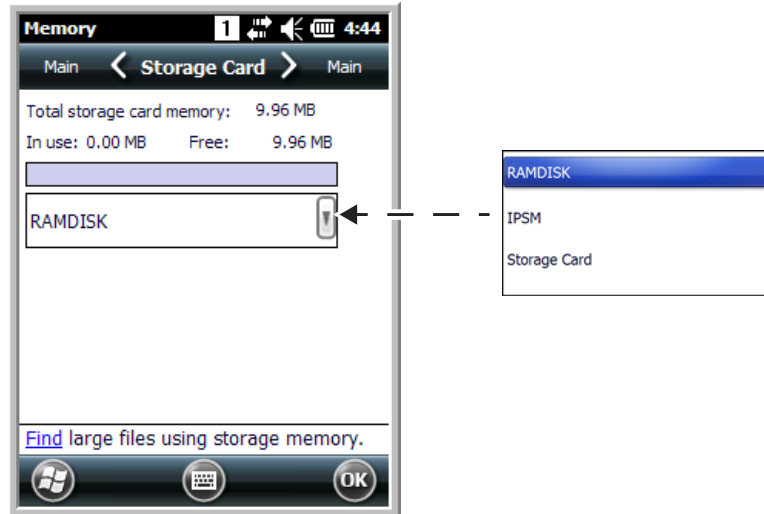 Memory 1 4:44
Main Storage Card Main
Total storage card memory: 9.96 MB
In use: 0.00 MB Free: 9.96 MB
RAMDISK
Find large files using storage memory.
OK
RAMDISK
IPSM
Storage Card